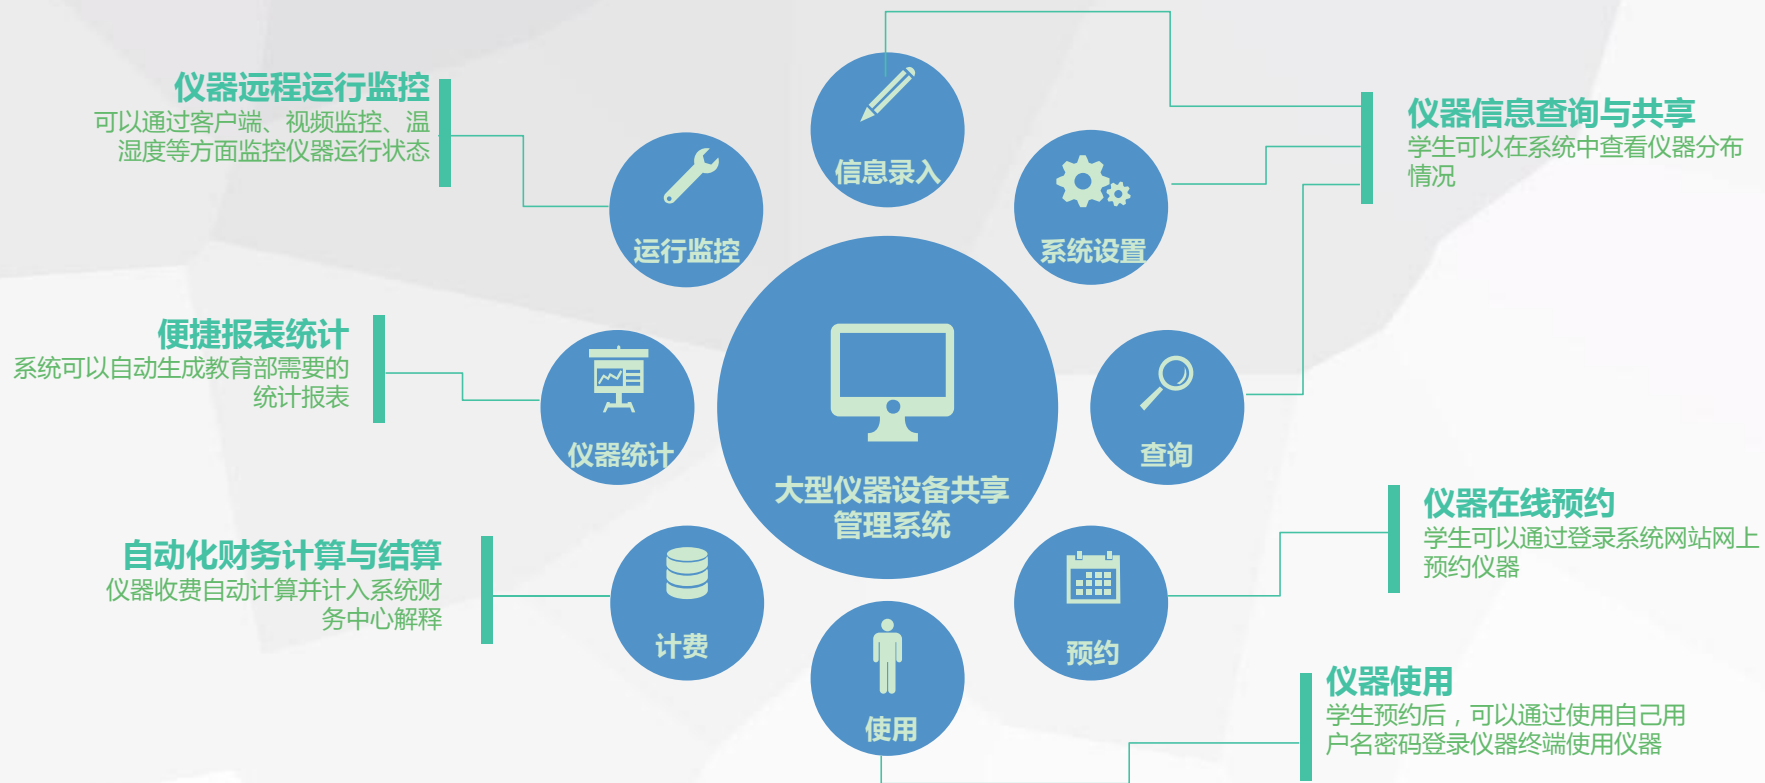 仪器远程运行监控
可以通过客户端、视频监控、温
湿度等方面监控仪器运行状态
便捷报表统计
系统可以自动生成教育部需要的
统计报表
自动化财务计算与结算
仪器收费自动计算并计入系统财
务中心解释
信息录入
运行监控
系统设置
仪器统计
查询
大型仪器设备共享
管理系统
计费
预约
使用
仪器信息查询与共享
学生可以在系统中查看仪器分布
情况
仪器在线预约
学生可以通过登录系统网站网上
预约仪器
仪器使用
学生预约后，可以通过使用自己用
户名密码登录仪器终端使用仪器